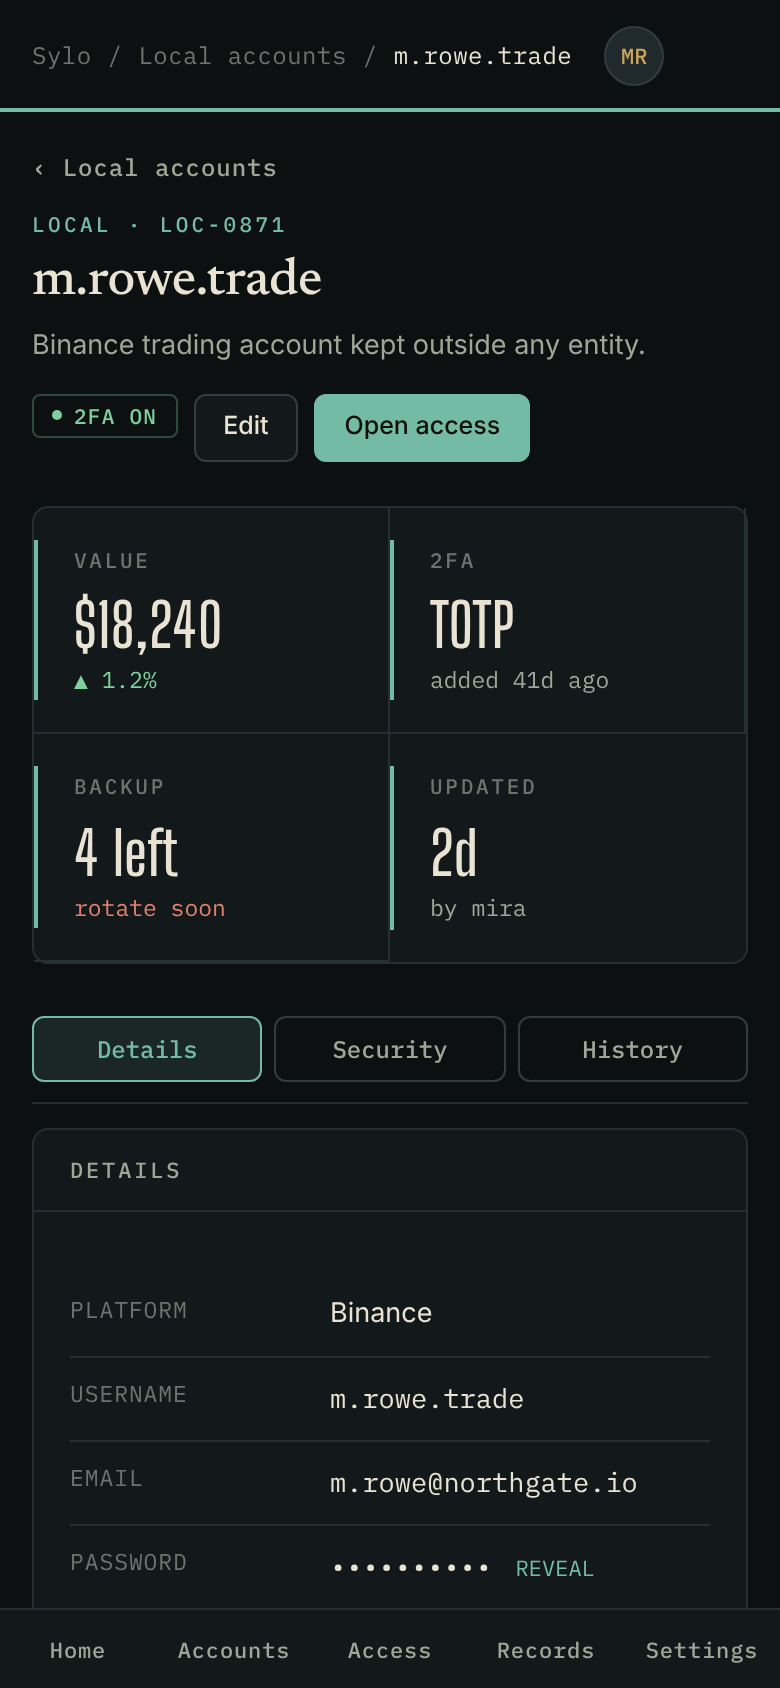 Sylo / Local accounts / m.rowe.trade MR
‹ Local accounts
LOCAL · LOC-0871
m.rowe.trade
Binance trading account kept outside any entity.
• 2FA ON Edit Open access
VALUE 2FA
$18,240 TOTP
▲ 1.2% added 41d ago
BACKUP UPDATED
4 left 2d
rotate soon by mira
Details Security History
DETAILS
PLATFORM Binance
USERNAME m.rowe.trade
EMAIL m.rowe@northgate.io
PASSWORD •••••••••• REVEAL
Home Accounts Access Records Settings